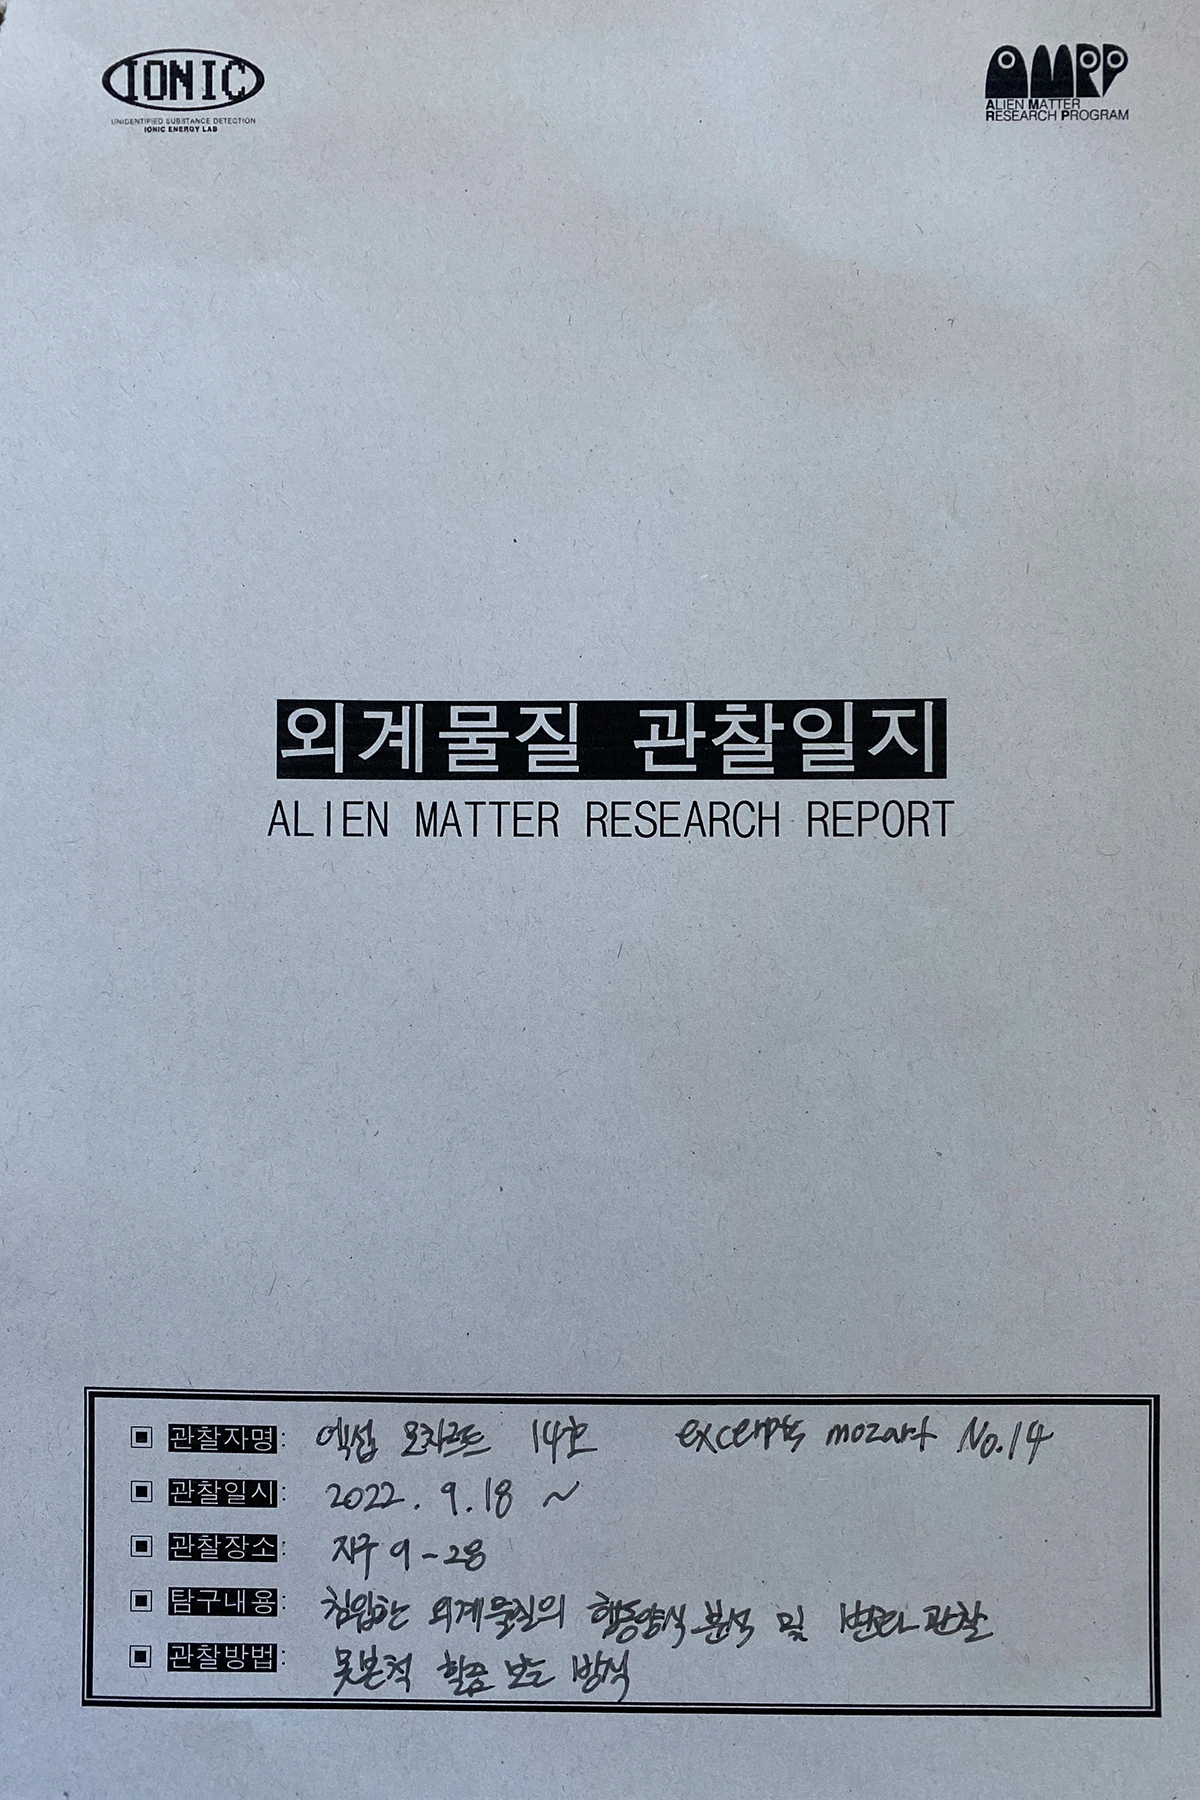 IONIC
UNIDENTIFIED SUBSTANCE DETECTION
IONIC ENERGY LAB
AMRP
ALIEN MATTER
RESEARCH PROGRAM
외계물질 관찰일지
ALIEN MATTER RESEARCH REPORT
관찰자명: 엑섭 모차르트 14호 excerpts mozart No.14
관찰일시: 2022. 9. 18 ~
관찰장소: 지구 9-28
탐구내용: 침입한 외계물질의 행동양식 분석 및 변화 관찰
관찰방법: 못본척 힐끔 보는 방식